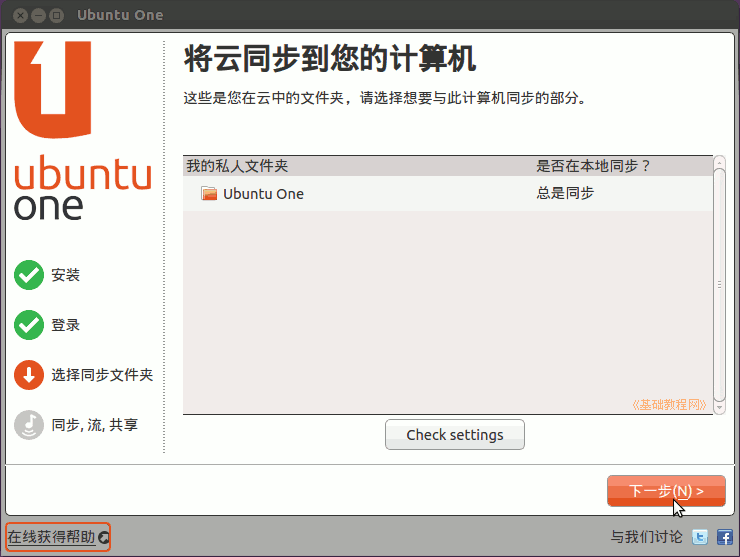 Ubuntu One
ubuntu
one
将云同步到您的计算机
这些是您在云中的文件夹，请选择想要与此计算机同步的部分。
我的私人文件夹 是否在本地同步？
Ubuntu One 总是同步
安装
登录
选择同步文件夹
同步, 流, 共享
《基础教程网》
Check settings
下一步(N) >
在线获得帮助
与我们讨论